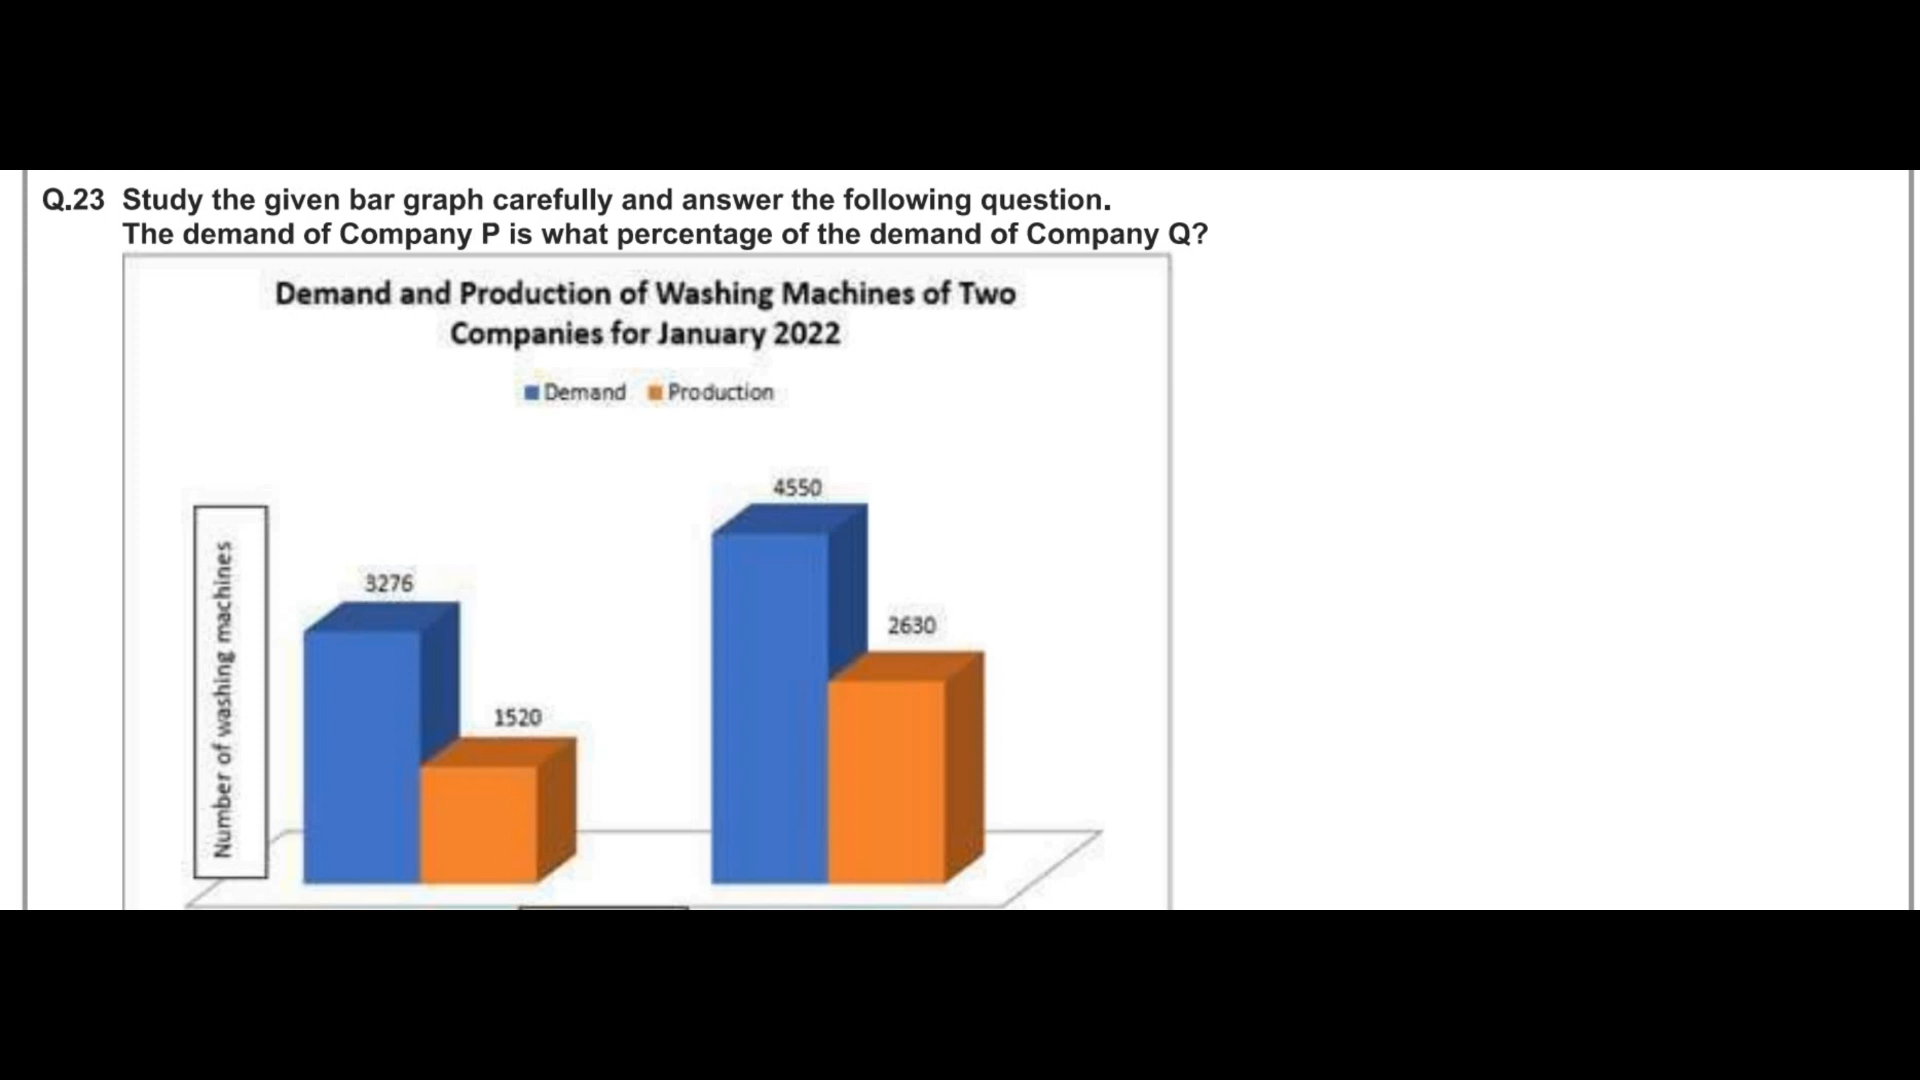 Q.23 Study the given bar graph carefully and answer the following question.
The demand of Company P is what percentage of the demand of Company Q?
Demand and Production of Washing Machines of Two
Companies for January 2022
Demand Production
Number of washing machines
3276
1520
4550
2630